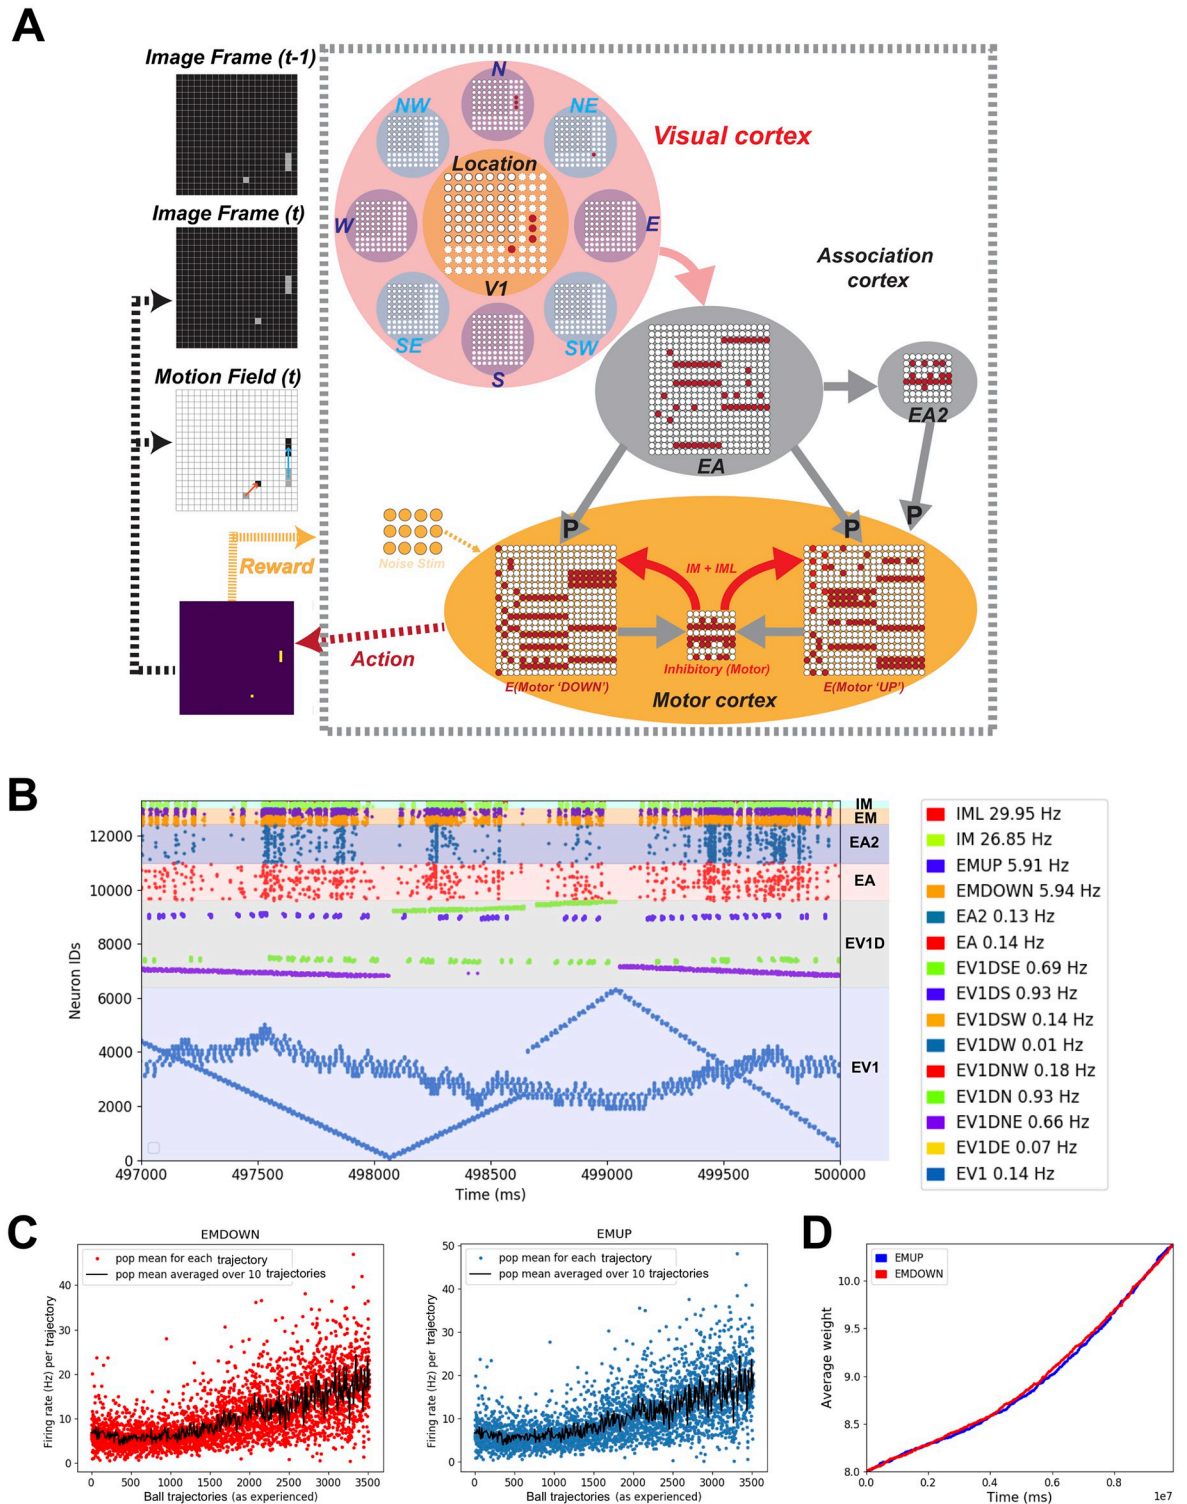 A
Image Frame (t-1)
Image Frame (t)
Motion Field (t)
Reward
Action
N
NW
NE
Location
W
E
V1
SE
SW
S
Visual cortex
Association
cortex
EA
EA2
P
P
P
Noise Stim
IM + IML
Inhibitory (Motor)
E(Motor ‘DOWN’)
E(Motor ‘UP’)
Motor cortex
B
Neuron IDs
12000
10000
8000
6000
4000
2000
0
497000
497500
498000
498500
499000
499500
500000
Time (ms)
IM
EM
EA2
EA
EV1D
EV1
IML 29.95 Hz
IM 26.85 Hz
EMUP 5.91 Hz
EMDOWN 5.94 Hz
EA2 0.13 Hz
EA 0.14 Hz
EV1DSE 0.69 Hz
EV1DS 0.93 Hz
EV1DSW 0.14 Hz
EV1DW 0.01 Hz
EV1DNW 0.18 Hz
EV1DN 0.93 Hz
EV1DNE 0.66 Hz
EV1DE 0.07 Hz
EV1 0.14 Hz
C
EMDOWN
pop mean for each trajectory
pop mean averaged over 10 trajectories
Firing rate (Hz) per trajectory
40
30
20
10
0
0 500 1000 1500 2000 2500 3000 3500
Ball trajectories (as experienced)
EMUP
pop mean for each trajectory
pop mean averaged over 10 trajectories
Firing rate (Hz) per trajectory
50
40
30
20
10
0
0 500 1000 1500 2000 2500 3000 3500
Ball trajectories (as experienced)
D
EMUP
EMDOWN
Average weight
10.0
9.5
9.0
8.5
8.0
0.0 0.2 0.4 0.6 0.8 1.0
1e7
Time (ms)